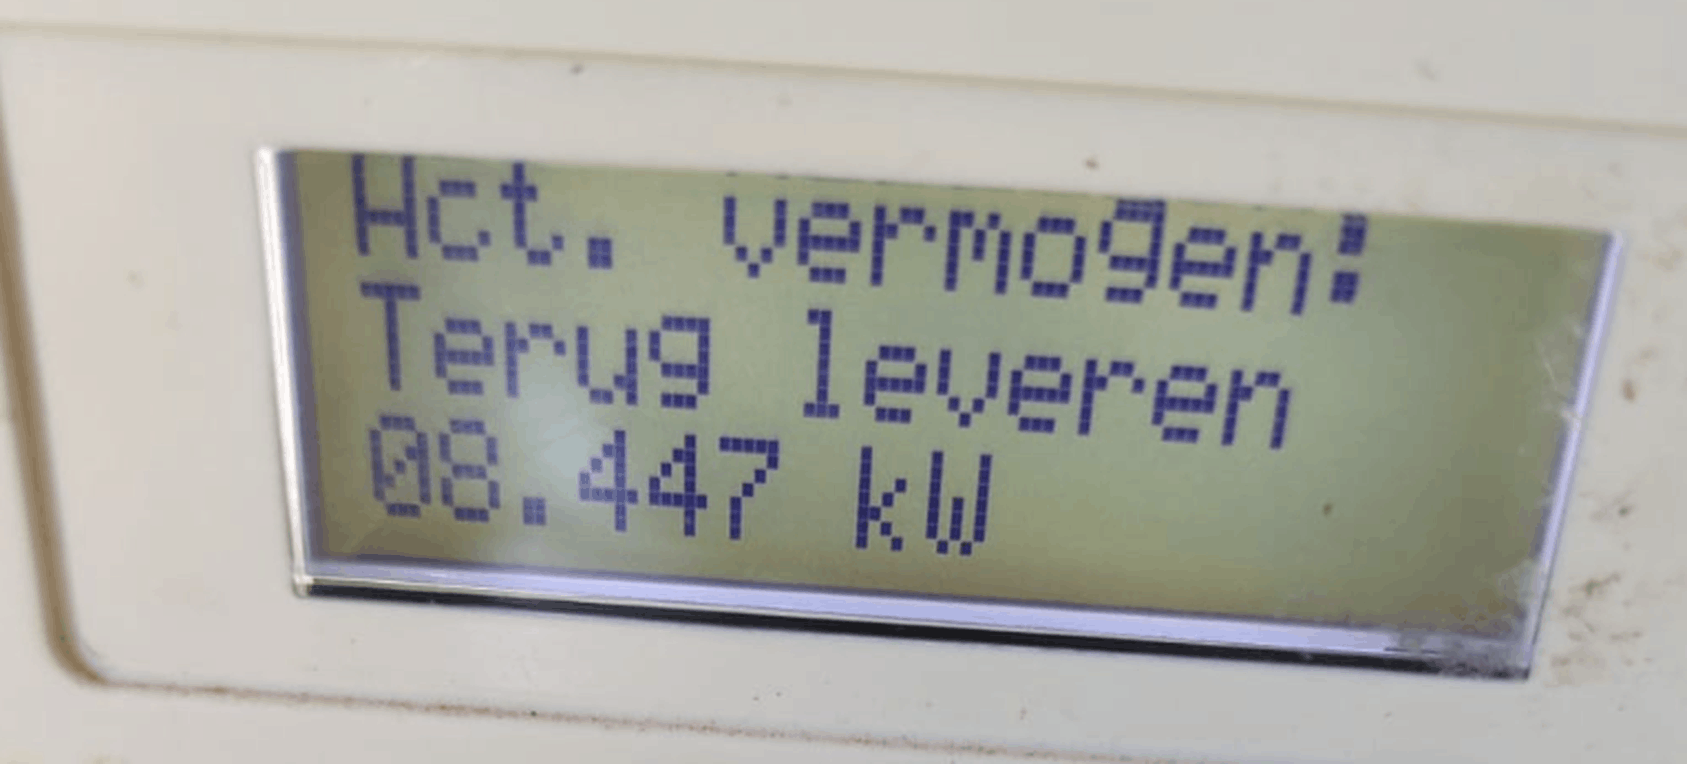 Act. vermogen:
Terug leveren
08.447 kW